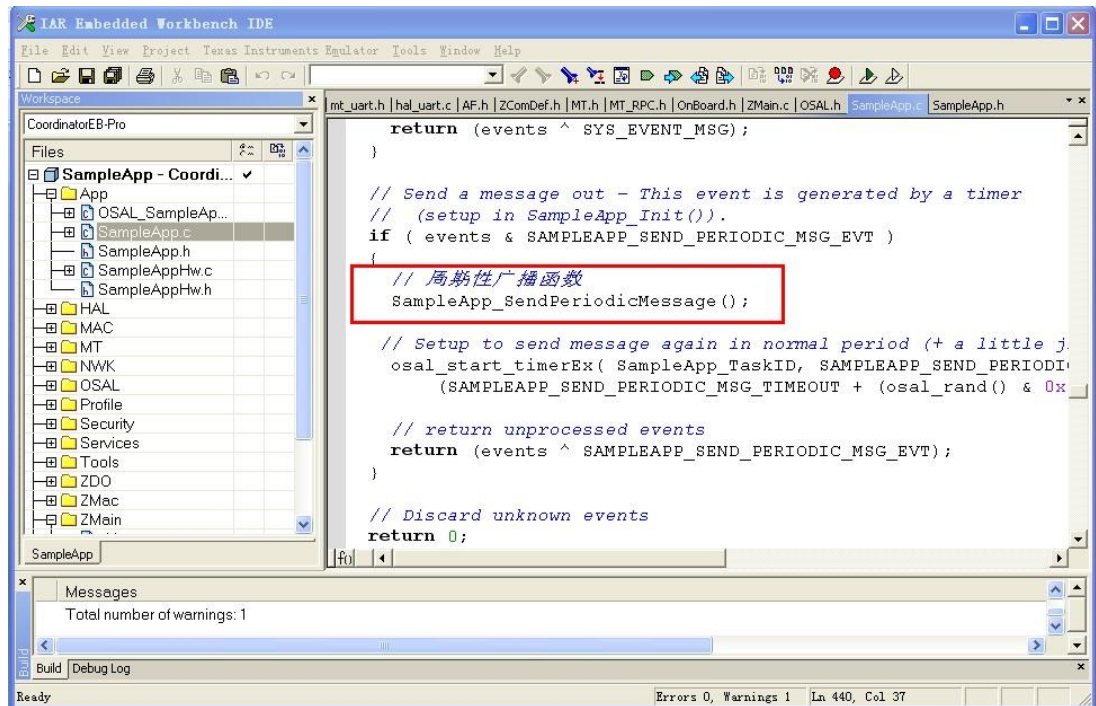 IAR Embedded Workbench IDE
File Edit View Project Texas Instruments Emulator Tools Window Help
Workspace
mt_uart.h | hal_uart.c | AF.h | ZComDef.h | MT.h | MT_RPC.h | OnBoard.h | ZMain.c | OSAL.h SampleApp.c SampleApp.h
CoordinatorEB-Pro
Files
SampleApp - Coordi...
App
OSAL_SampleAp...
SampleApp.c
SampleApp.h
SampleAppHw.c
SampleAppHw.h
HAL
MAC
MT
NWK
OSAL
Profile
Security
Services
Tools
ZDO
ZMac
ZMain
SampleApp
return (events ^ SYS_EVENT_MSG);
}
// Send a message out - This event is generated by a timer
// (setup in SampleApp_Init()).
if ( events & SAMPLEAPP_SEND_PERIODIC_MSG_EVT )
{
// 周期性广播函数
SampleApp_SendPeriodicMessage();
// Setup to send message again in normal period (+ a little j
osal_start_timerEx( SampleApp_TaskID, SAMPLEAPP_SEND_PERIODI
(SAMPLEAPP_SEND_PERIODIC_MSG_TIMEOUT + (osal_rand() & 0x
// return unprocessed events
return (events ^ SAMPLEAPP_SEND_PERIODIC_MSG_EVT);
}
// Discard unknown events
return 0;
f()
Messages
Total number of warnings: 1
Build
Build Debug Log
Ready
Errors 0, Warnings 1 Ln 440, Col 37